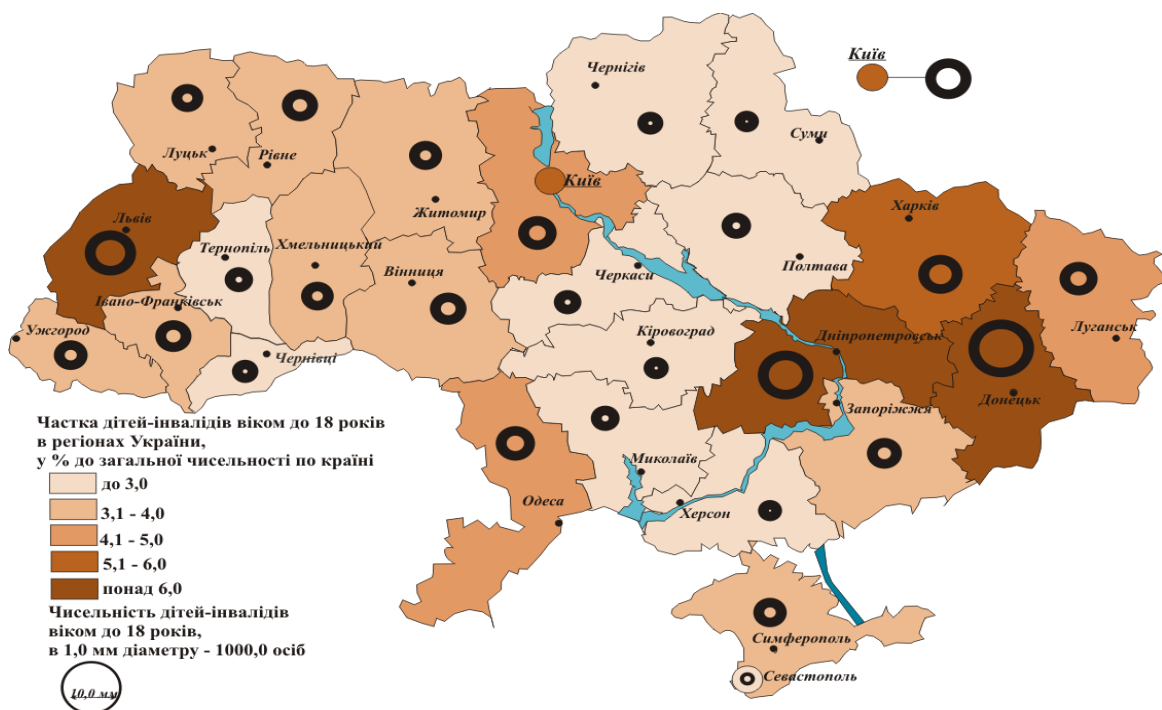 Київ
Чернігів
Суми
Луцьк
Рівне
Київ
Житомир
Харків
Львів
Тернопіль
Хмельницький
Вінниця
Черкаси
Полтава
Івано-Франківськ
Ужгород
Чернівці
Кіровоград
Дніпропетровськ
Луганськ
Донецьк
Запоріжжя
Миколаїв
Одеса
Херсон
Симферополь
Севастополь
Частка дітей-інвалідів віком до 18 років
в регіонах України,
у % до загальної чисельності по країні
до 3,0
3,1 - 4,0
4,1 - 5,0
5,1 - 6,0
понад 6,0
Чисельність дітей-інвалідів
віком до 18 років,
в 1,0 мм діаметру - 1000,0 осіб
10,0 мм